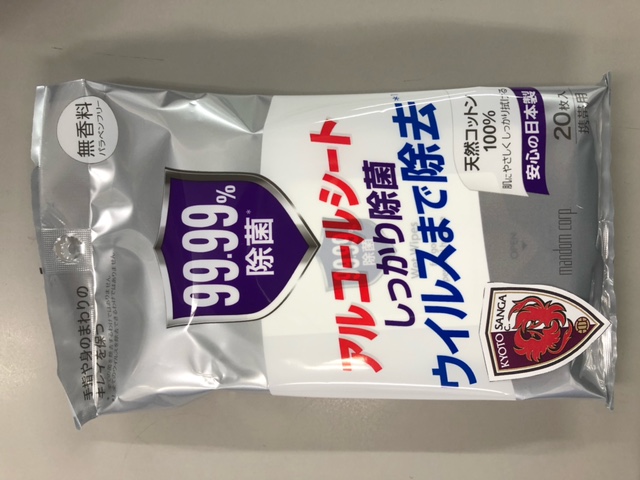 無香料
パラベンフリー
手指や身のまわりの
キレイを保つ
99.99%
除菌※
アルコールシート
しっかり除菌
ウイルスまで除去
天然コットン
100%
肌にやさしく しっかり拭ける
安心の日本製
20枚入
携帯用
OPEN
mandom corp
KYOTO SANGA